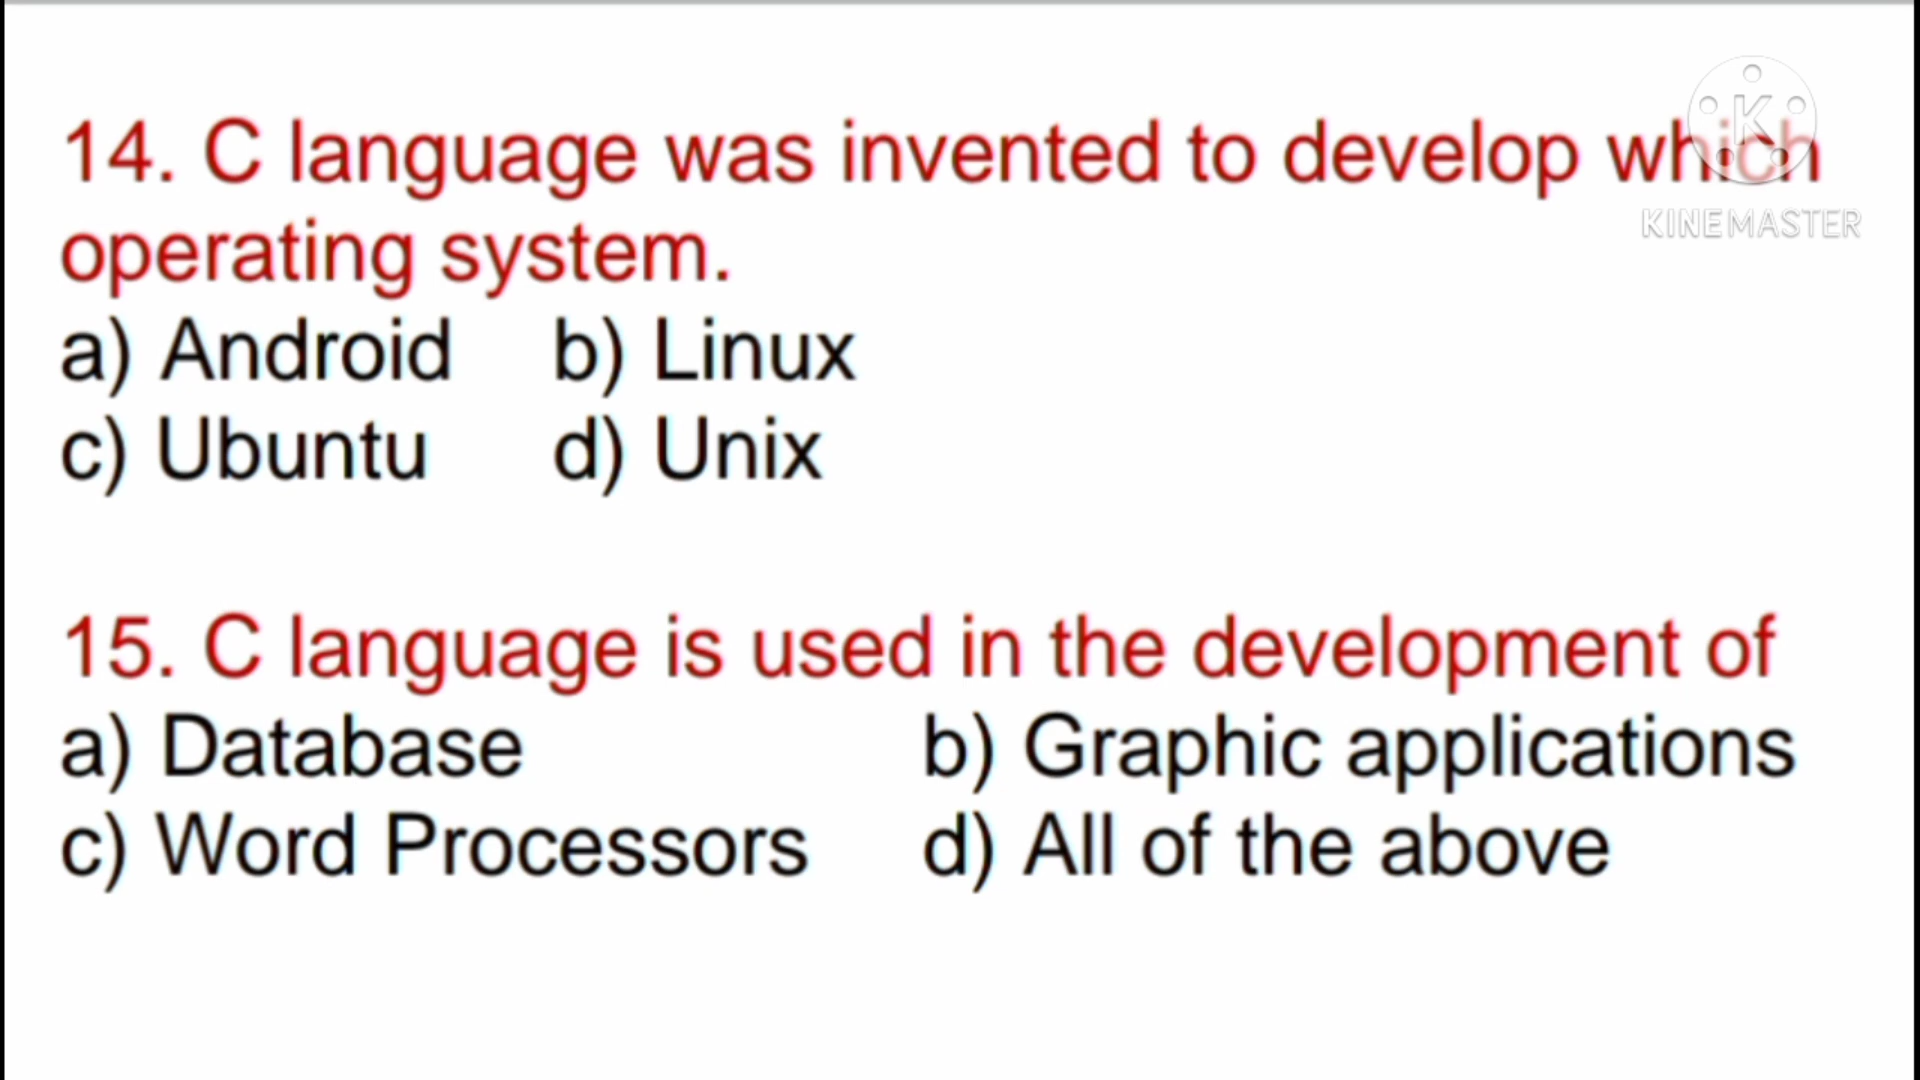 14. C language was invented to develop which
operating system.
a) Android b) Linux
c) Ubuntu d) Unix
15. C language is used in the development of
a) Database b) Graphic applications
c) Word Processors d) All of the above
K
KINEMASTER